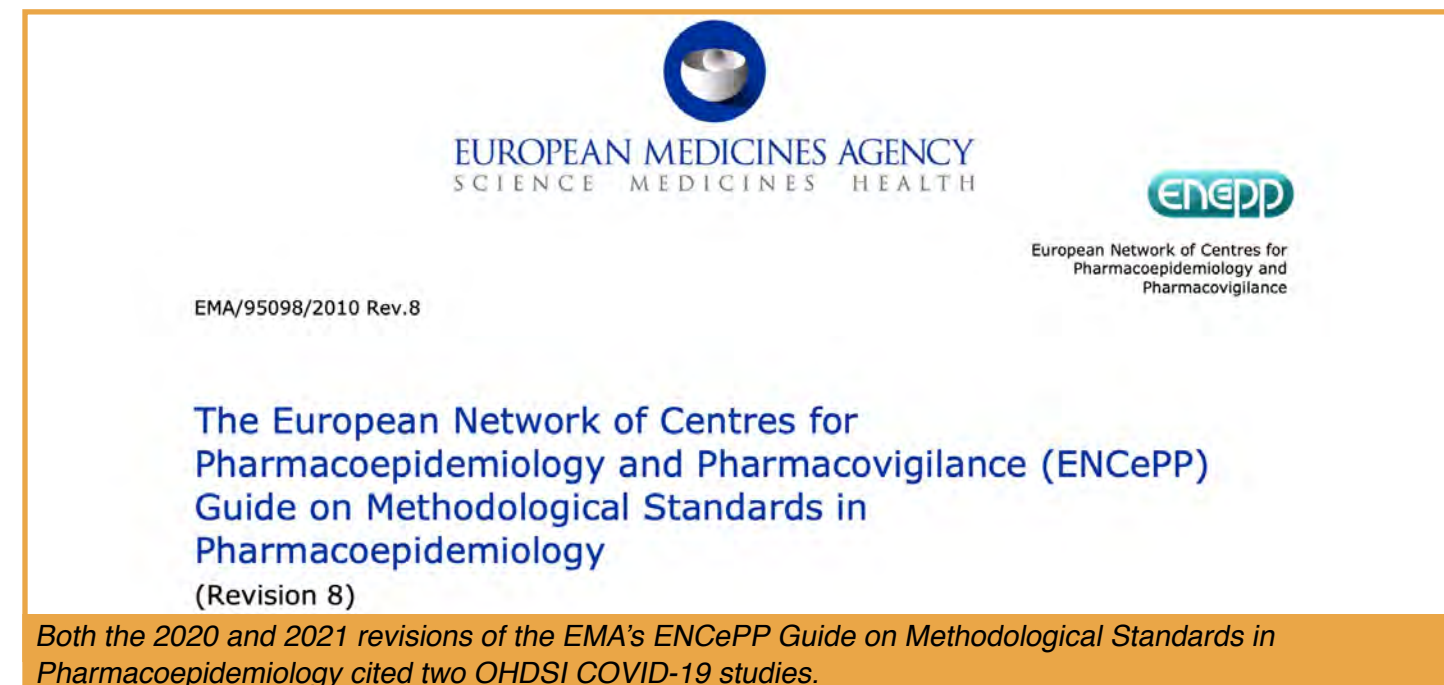 EUROPEAN MEDICINES AGENCY
SCIENCE MEDICINES HEALTH
ENCePP
European Network of Centres for
Pharmacoepidemiology and
Pharmacovigilance
EMA/95098/2010 Rev.8
The European Network of Centres for
Pharmacoepidemiology and Pharmacovigilance (ENCePP)
Guide on Methodological Standards in
Pharmacoepidemiology
(Revision 8)
Both the 2020 and 2021 revisions of the EMA's ENCePP Guide on Methodological Standards in
Pharmacoepidemiology cited two OHDSI COVID-19 studies.